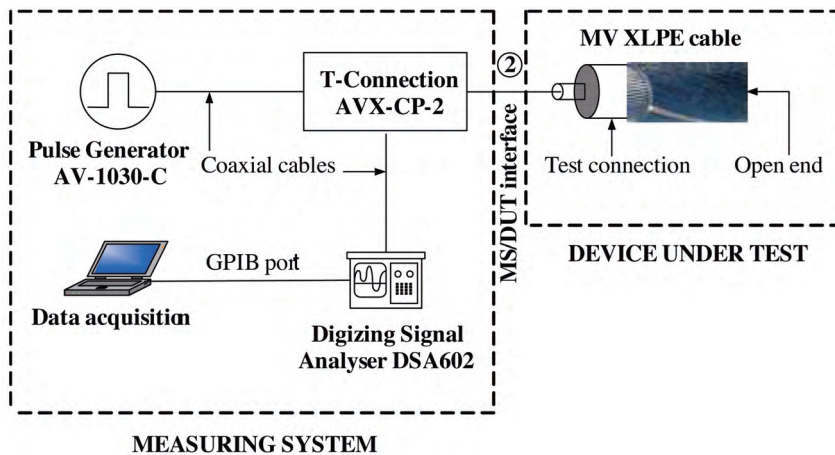 T-Connection
AVX-CP-2
Pulse Generator
AV-1030-C
Coaxial cables
GPIB port
Data acquisition
Digizing Signal
Analyser DSA602
MEASURING SYSTEM
2
MS/DUT interface
MV XLPE cable
Test connection
Open end
DEVICE UNDER TEST